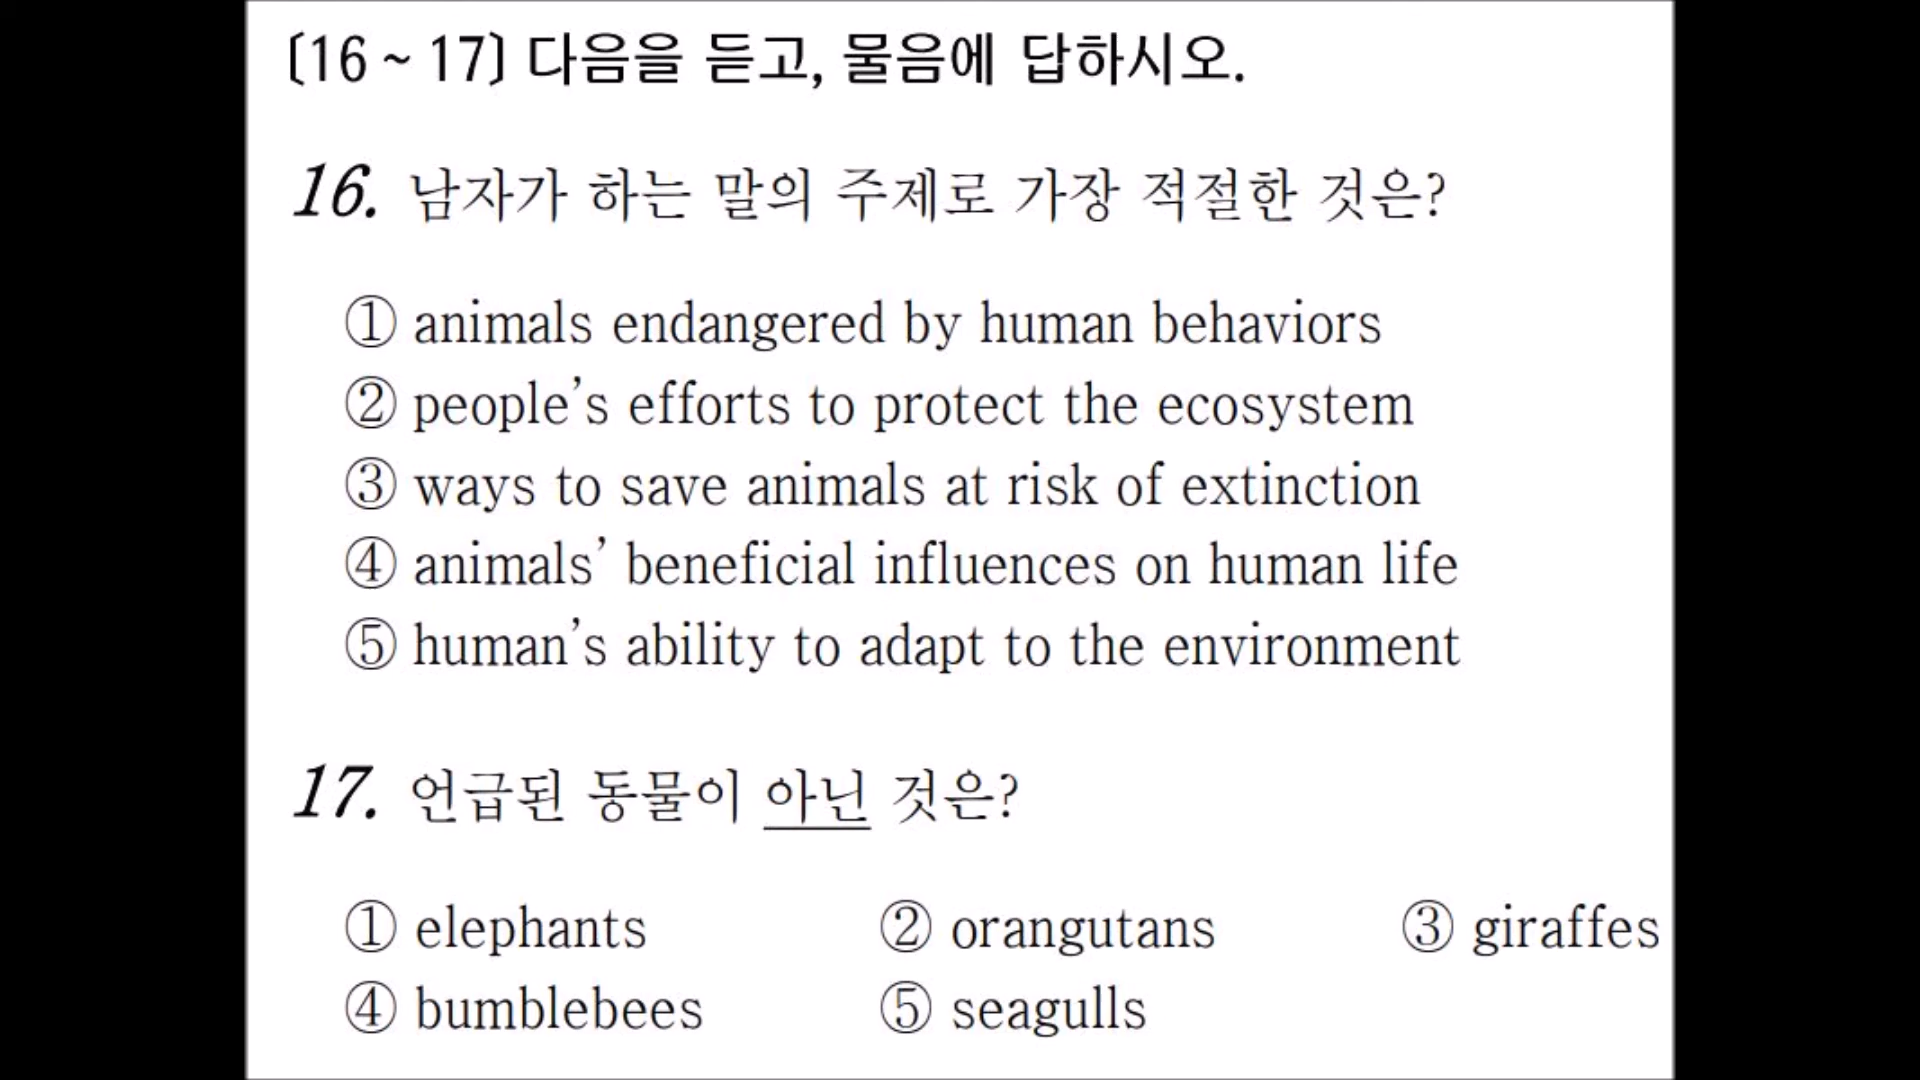 [16~17] 다음을 듣고, 물음에 답하시오.
16. 남자가 하는 말의 주제로 가장 적절한 것은?
① animals endangered by human behaviors
② people’s efforts to protect the ecosystem
③ ways to save animals at risk of extinction
④ animals’ beneficial influences on human life
⑤ human’s ability to adapt to the environment
17. 언급된 동물이 아닌 것은?
① elephants ② orangutans ③ giraffes
④ bumblebees ⑤ seagulls